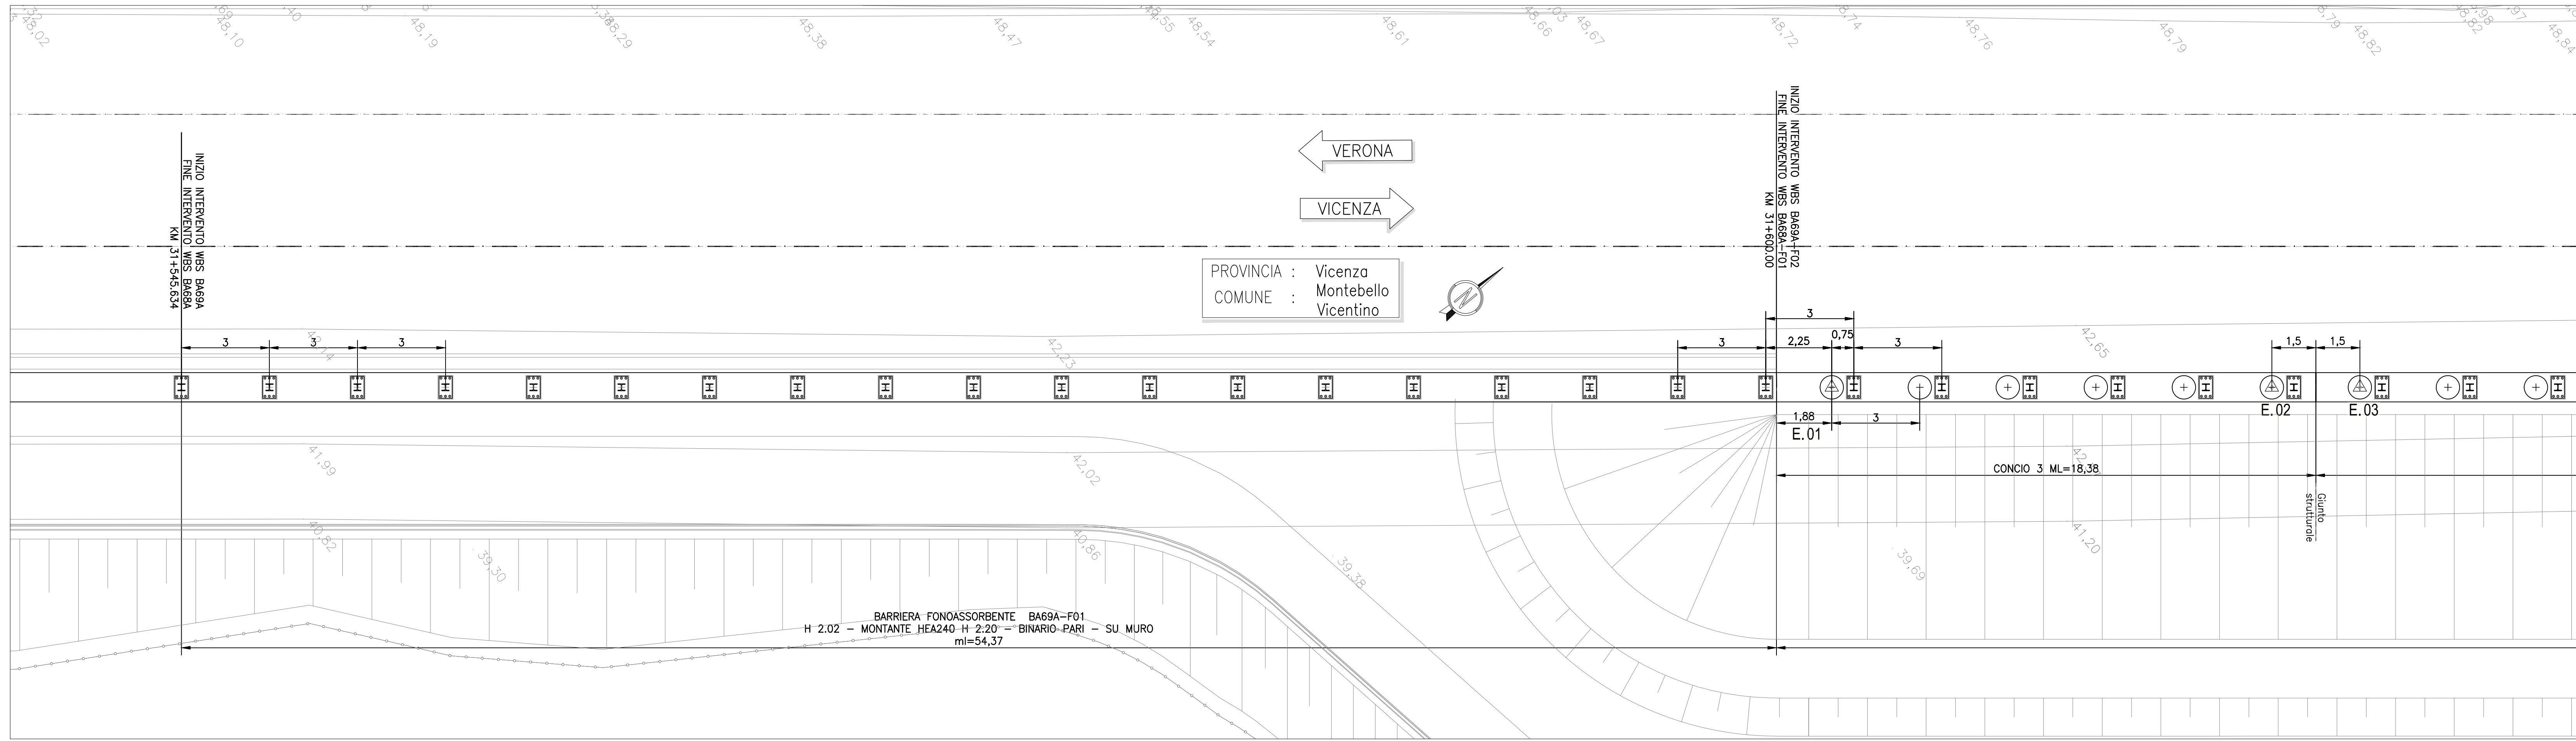 48,02
48,10
48,19
48,29
48,38
48,47
48,55
48,54
48,61
48,66
48,67
48,72
48,76
48,79
48,82
48,82
48,84
INIZIO INTERVENTO WBS BA69A
FINE INTERVENTO WBS BA68A
KM 31+545.634
VERONA
VICENZA
PROVINCIA : Vicenza
COMUNE : Montebello
Vicentino
N
INIZIO INTERVENTO WBS BA69A-F02
FINE INTERVENTO WBS BA68A-F01
KM 31+600.00
3
3
3
42,23
3
3
2,25
0,75
3
42,65
1,5
1,5
1,88
3
E.01
E.02
E.03
41,99
42,02
CONCIO 3 ML=18,38
Giunto
strutturale
40,82
39,30
40,86
39,38
39,69
41,20
BARRIERA FONOASSORBENTE BA69A-F01
H 2.02 - MONTANTE HEA240 H 2.20 - BINARIO PARI - SU MURO
ml=54,37